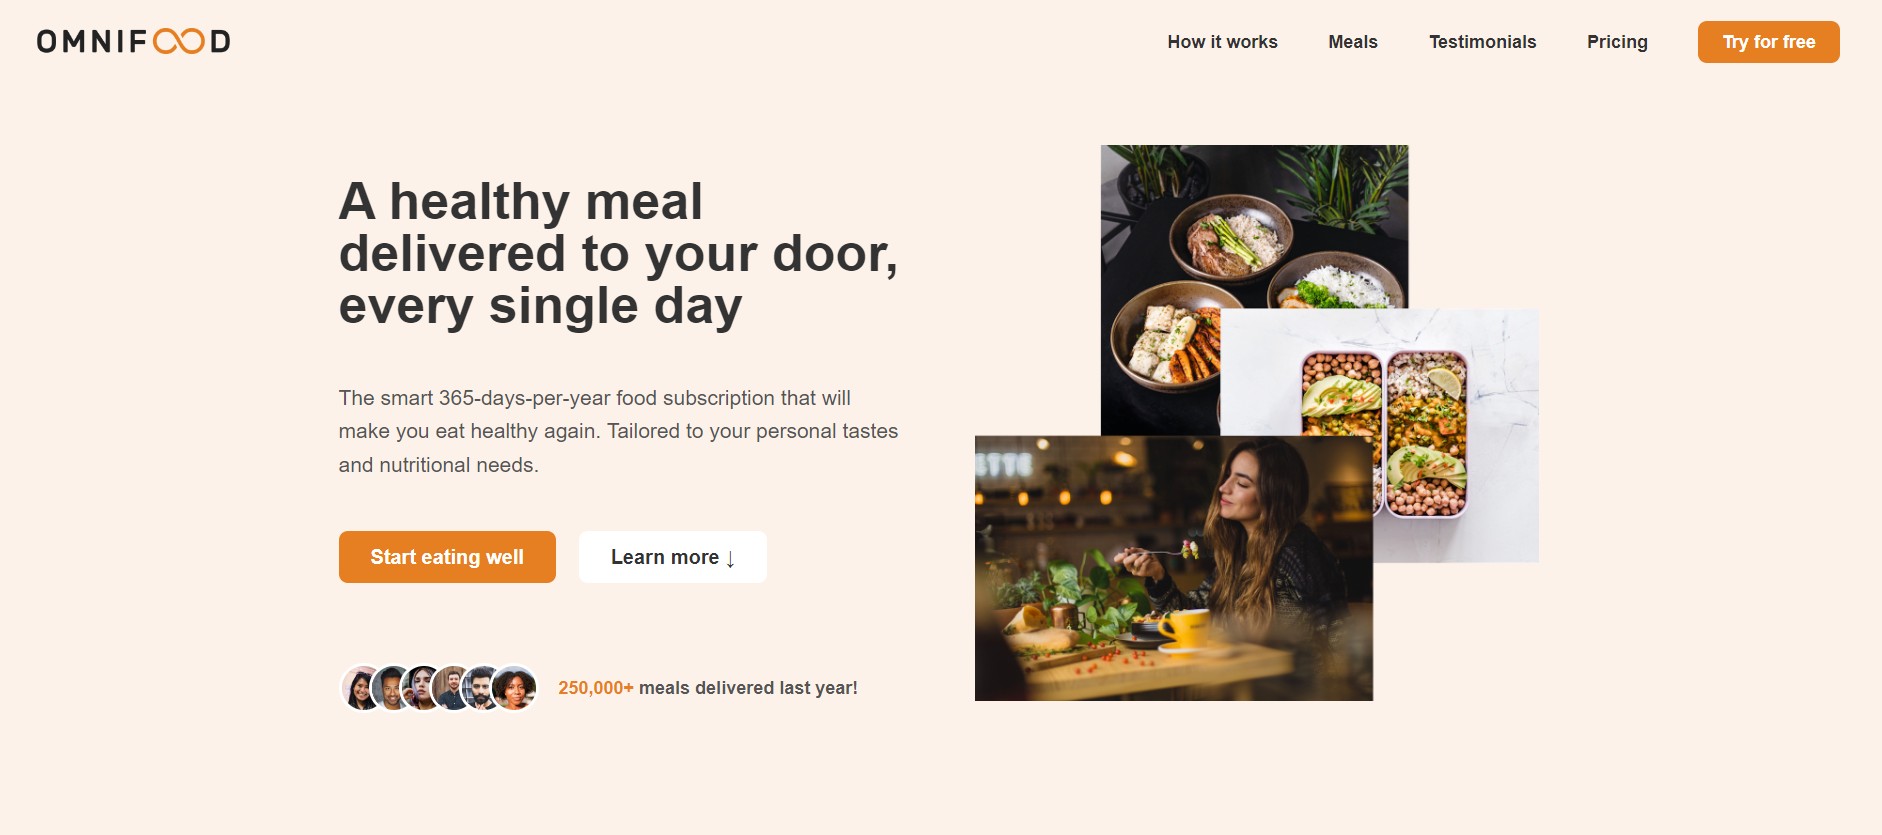 OMNIFOOD
How it works
Meals
Testimonials
Pricing
Try for free
A healthy meal
delivered to your door,
every single day
The smart 365-days-per-year food subscription that will
make you eat healthy again. Tailored to your personal tastes
and nutritional needs.
Start eating well
Learn more ↓
250,000+ meals delivered last year!